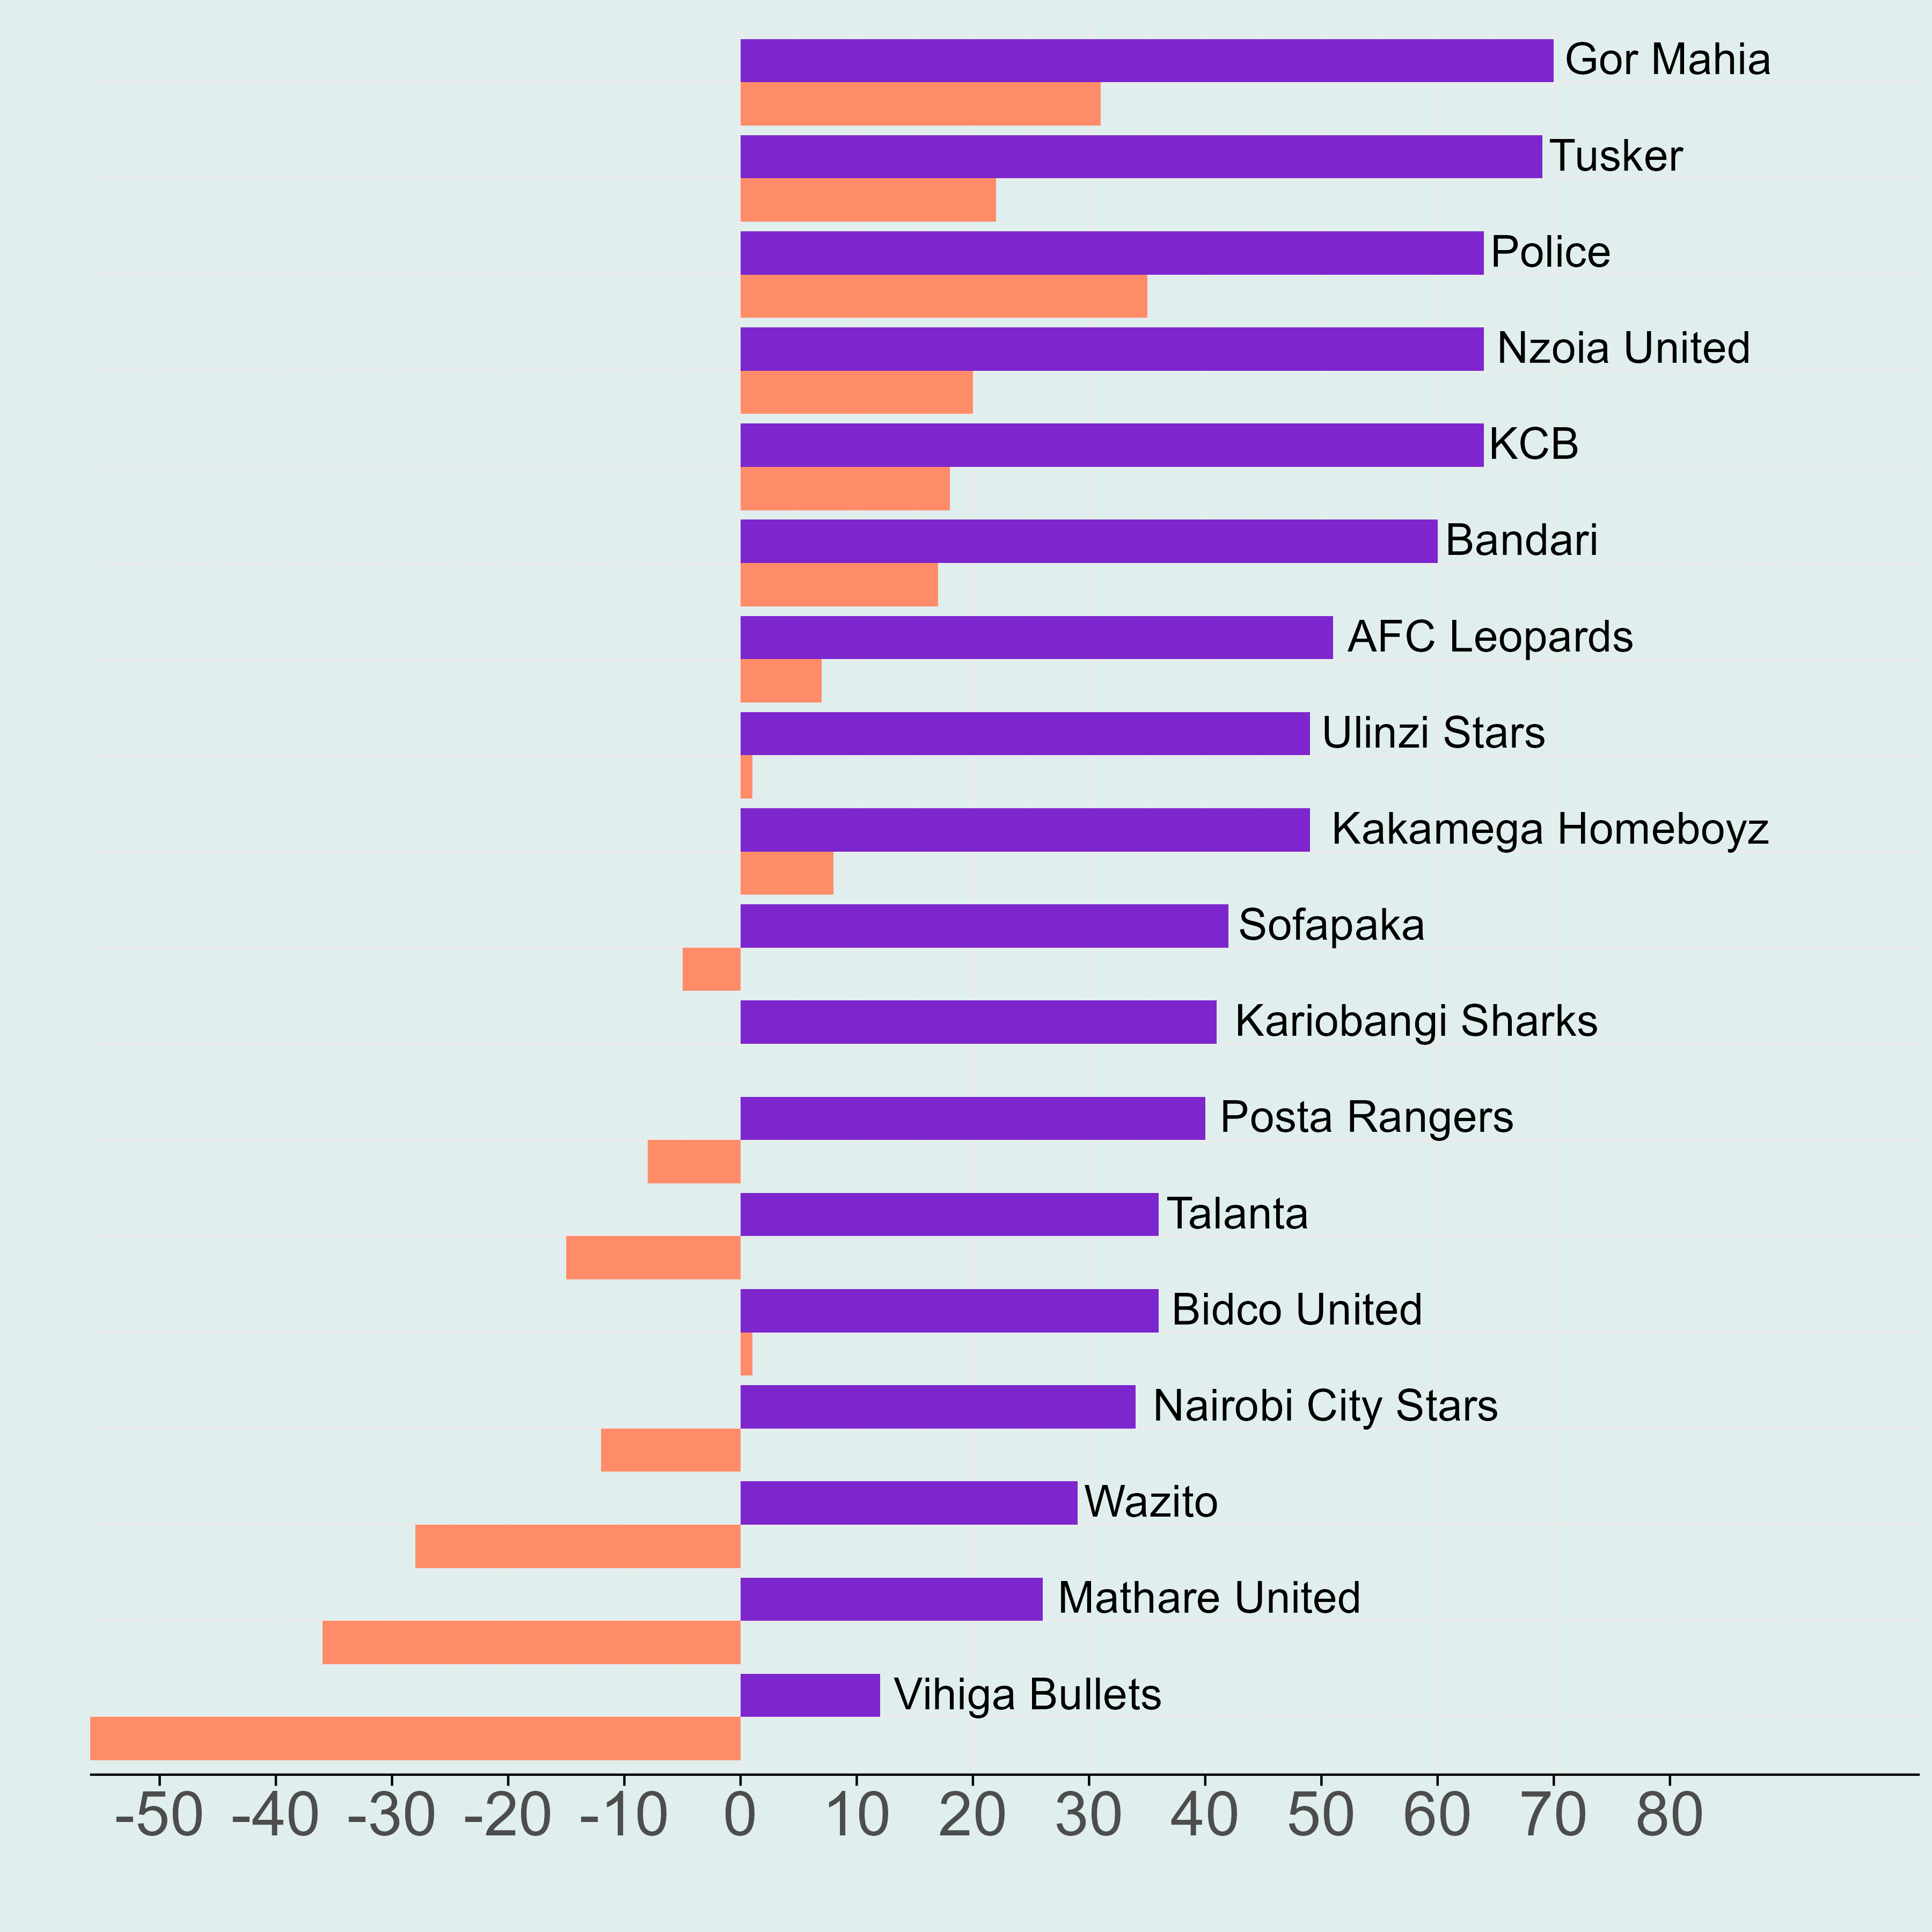 Gor Mahia
Tusker
Police
Nzoia United
KCB
Bandari
AFC Leopards
Ulinzi Stars
Kakamega Homeboyz
Sofapaka
Kariobangi Sharks
Posta Rangers
Talanta
Bidco United
Nairobi City Stars
Wazito
Mathare United
Vihiga Bullets
-50 -40 -30 -20 -10 0 10 20 30 40 50 60 70 80